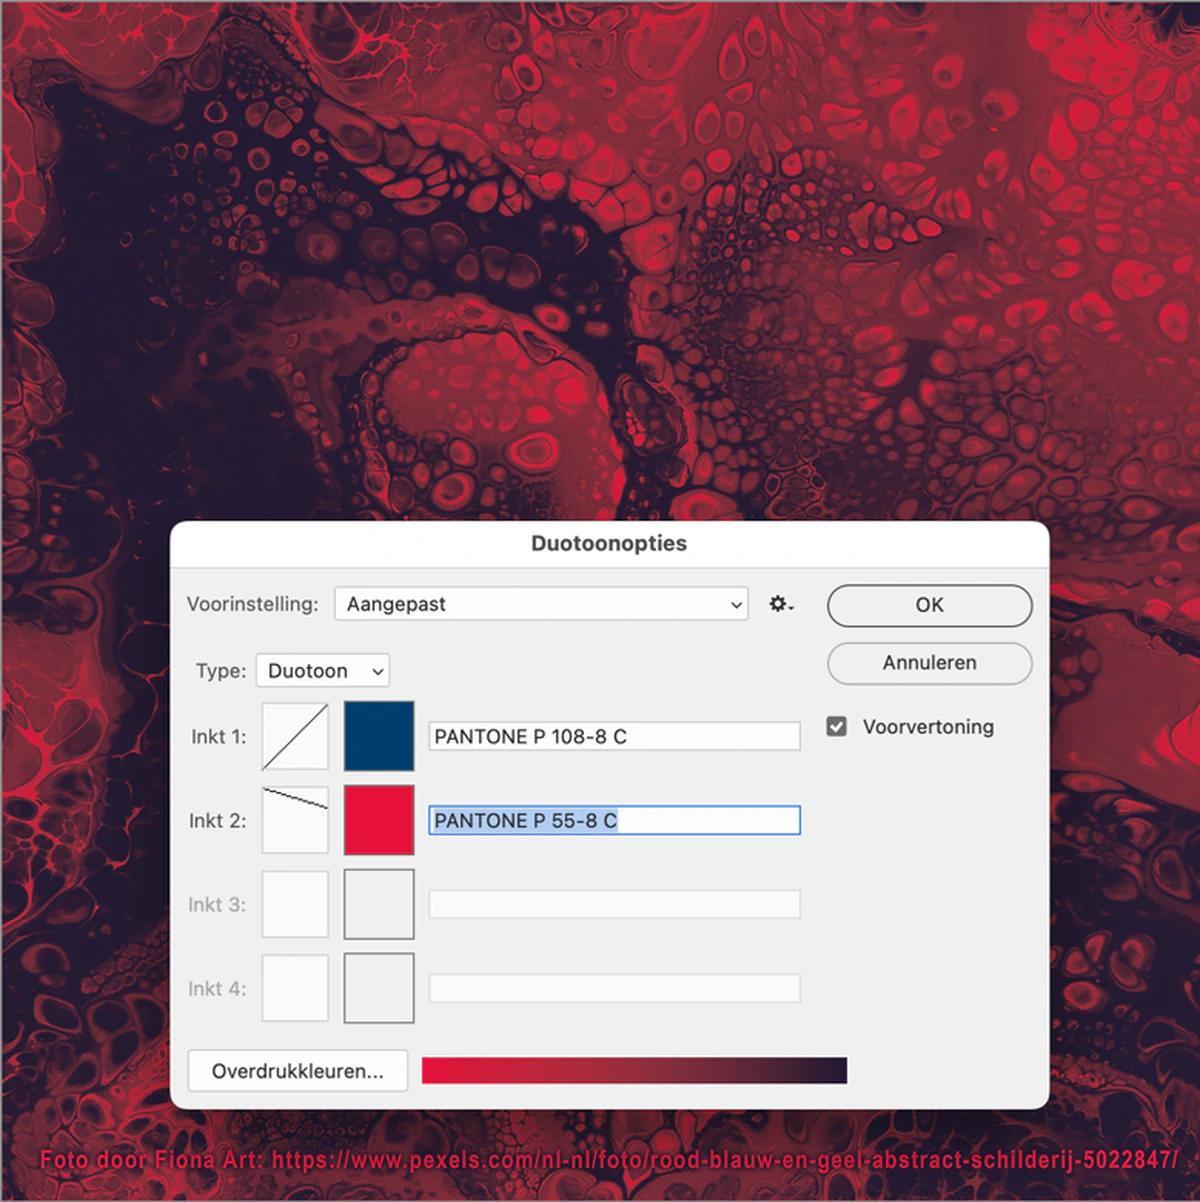 Duotoonopties
Voorinstelling: Aangepast OK
Annuleren
Type: Duotoon
Inkt 1: PANTONE P 108-8 C Voorvertoning
Inkt 2: PANTONE P 55-8 C
Inkt 3:
Inkt 4:
Overdrukkleuren...
Foto door Fiona Art: https://www.pexels.com/nl-nl/foto/rood-blauw-en-geel-abstract-schilderij-5022847/